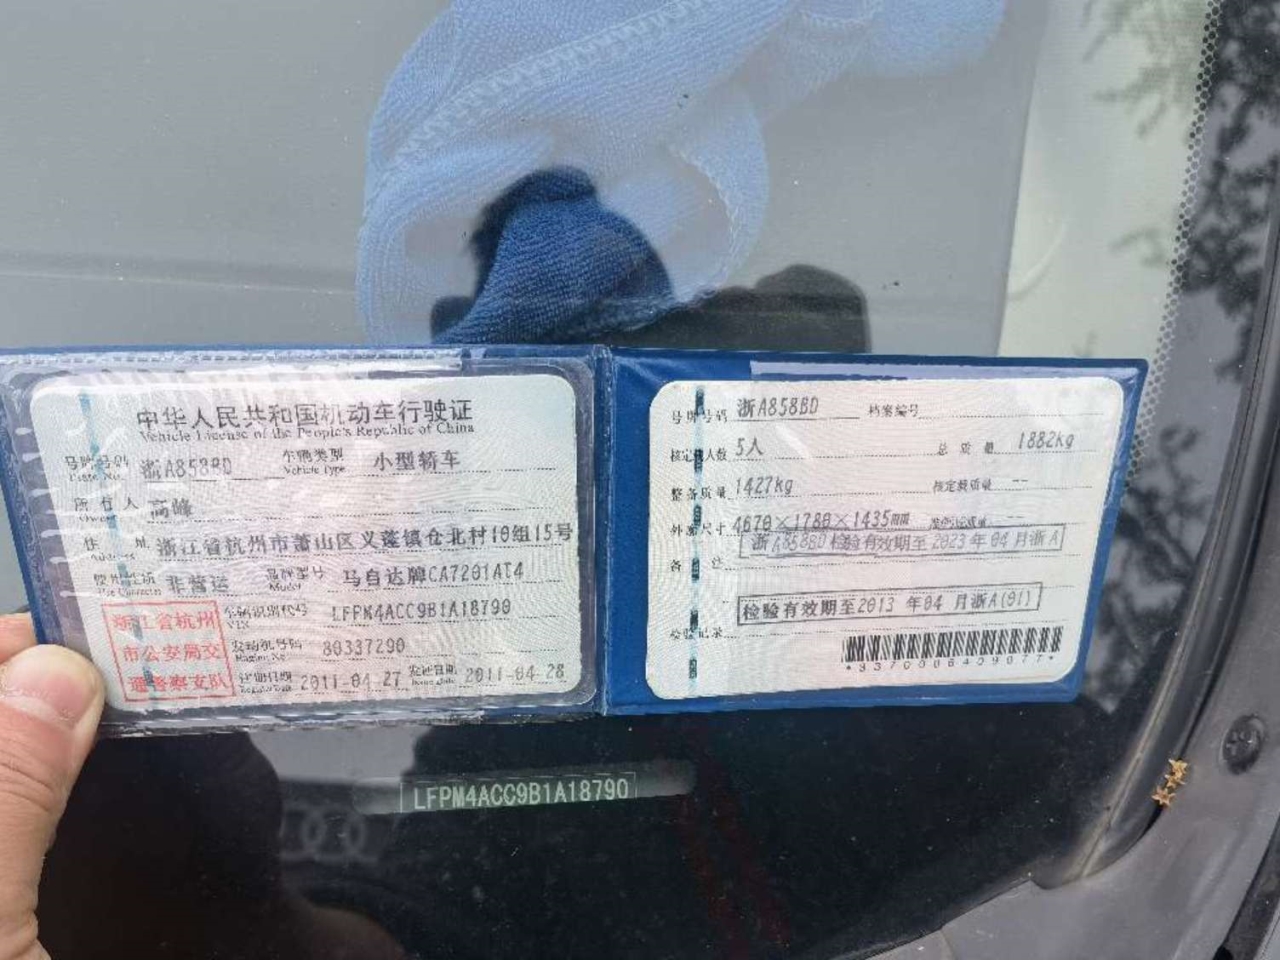 中华人民共和国机动车行驶证
Vehicle License of the People's Republic of China
号牌号码 浙A858BD 车辆类型 小型轿车
Plate No. Vehicle Type
所有人 高峰
Owner
住址 浙江省杭州市萧山区义蓬镇仓北村10组15号
Address
使用性质 非营运 品牌型号 马自达牌CA7201AT4
Use Character Model
浙江省杭州
市公安局交
通警察支队
车辆识别代号 LFPM4ACC9B1A18790
VIN
发动机号码 80337290
Engine No.
注册日期 2011-04-27 发证日期 2011-04-28
Register Date Issue Date
号牌号码 浙A858BD 档案编号
核定载人数 5人 总质量 1882kg
整备质量 1427kg 核定载质量 --
外廓尺寸 4670×1780×1435mm --
浙A858BD 检验有效期至2023年04月浙A
备注
检验有效期至2013年04月浙A(01)
检验记录
LFPM4ACC9B1A18790